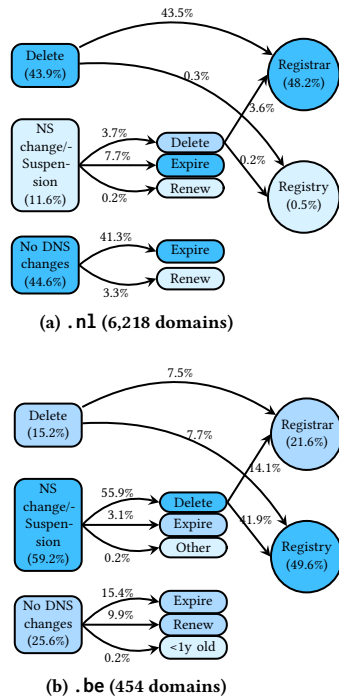 43.5%
Delete
(43.9%)
Registrar
(48.2%)
0.3%
3.6%
NS
change/-
Suspen-
sion
(11.6%)
3.7%
Delete
7.7%
Expire
0.2%
Renew
0.2%
Registry
(0.5%)
No DNS
changes
(44.6%)
41.3%
Expire
3.3%
Renew
(a) .nl (6,218 domains)
7.5%
Delete
(15.2%)
Registrar
(21.6%)
7.7%
14.1%
NS
change/-
Suspen-
sion
(59.2%)
55.9%
Delete
3.1%
Expire
0.2%
Other
41.9%
Registry
(49.6%)
No DNS
changes
(25.6%)
15.4%
Expire
9.9%
Renew
0.2%
<1y old
(b) .be (454 domains)